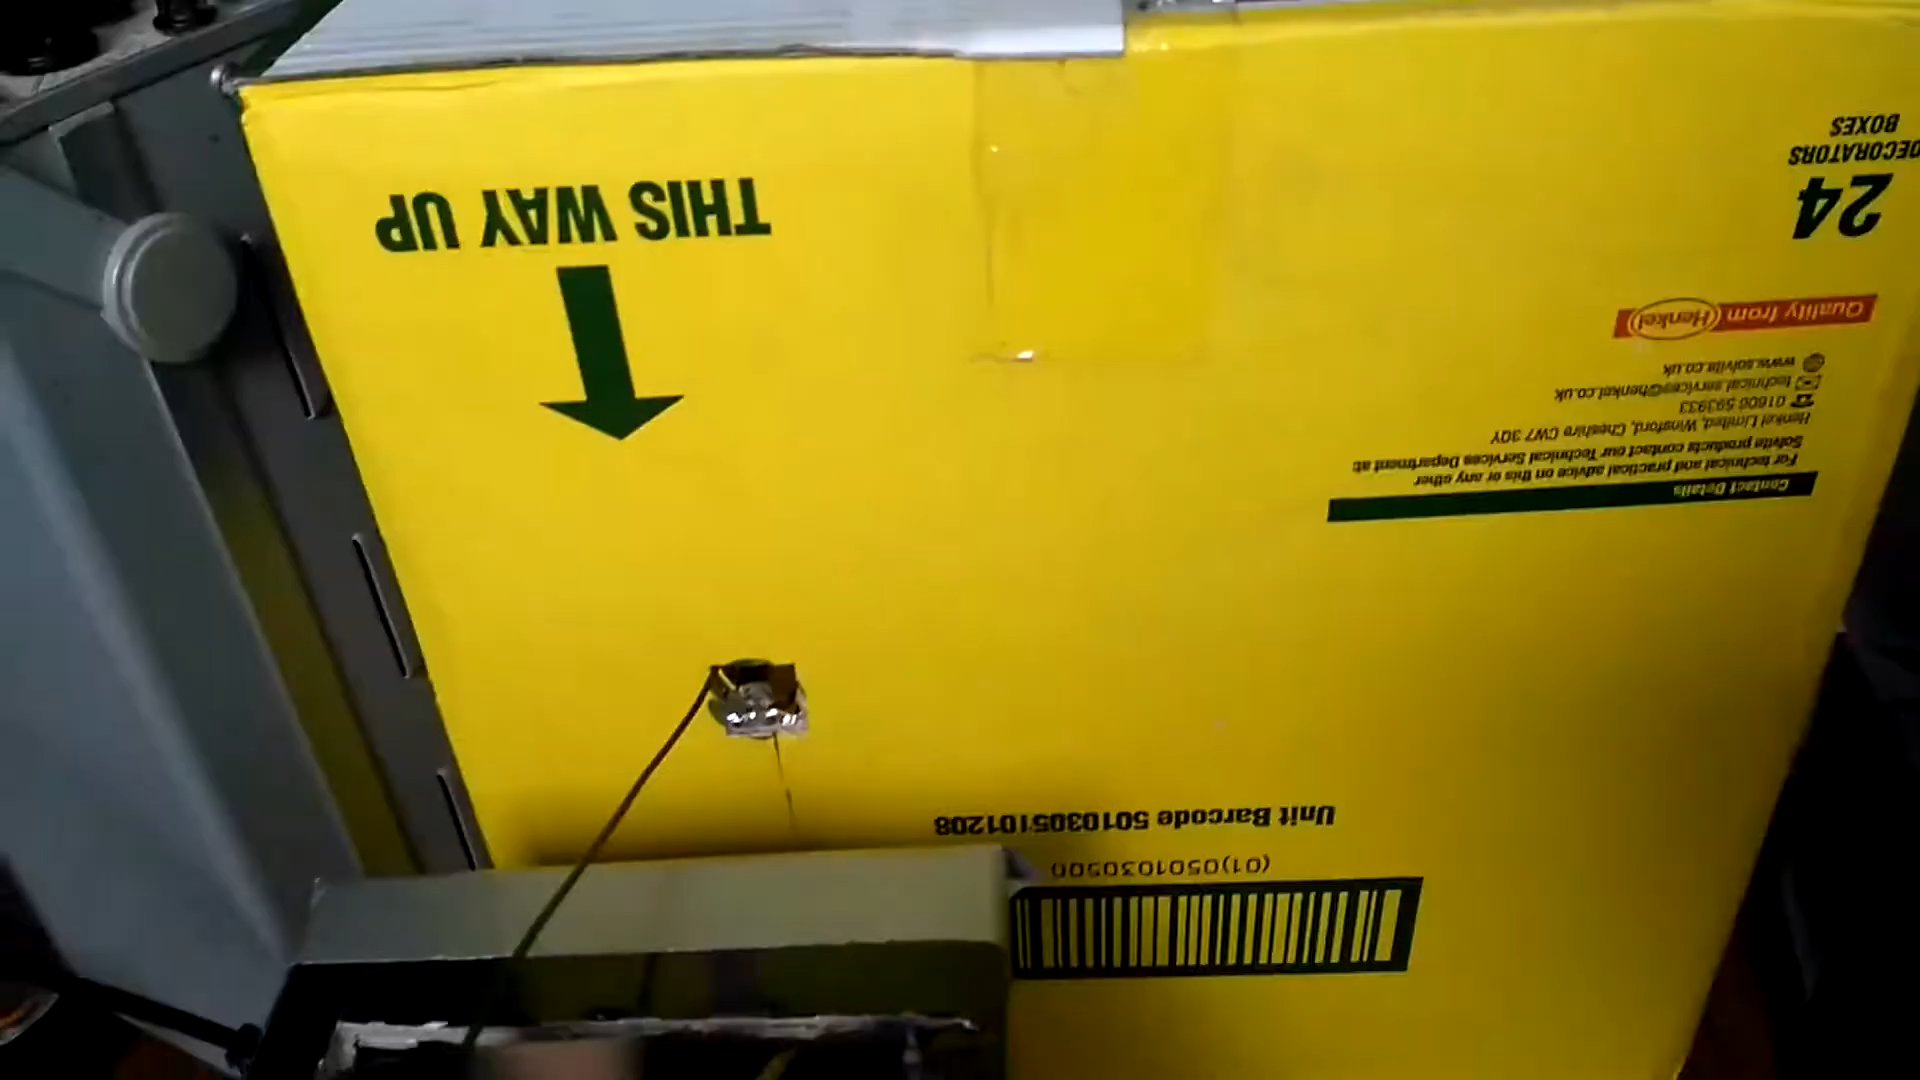 THIS WAY UP
(01)0501030500
Unit Barcode 5010305101208
Contact Details
For technical and practical advice on this or any other
Solvite products contact our Technical Services Department at:
Henkel Limited, Winsford, Cheshire CW7 3QY
01606 593933
technical.services@henkel.co.uk
www.solvite.co.uk
Quality from Henkel
24
DECORATORS
BOXES